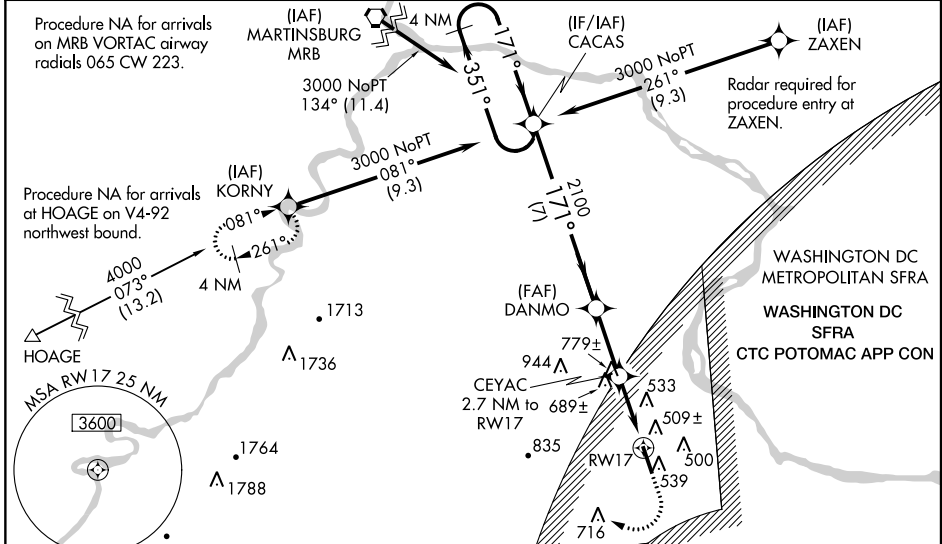 Procedure NA for arrivals
on MRB VORTAC airway
radials 065 CW 223.
(IAF)
MARTINSBURG
MRB
4 NM
3000 NoPT
134° (11.4)
171°
351°
(IF/IAF)
CACAS
(IAF)
ZAXEN
3000 NoPT
261°
(9.3)
Radar required for
procedure entry at
ZAXEN.
3000 NoPT
081°
(9.3)
(IAF)
KORNY
Procedure NA for arrivals
at HOAGE on V4-92
northwest bound.
081°
261°
4 NM
4000
073°
(13.2)
HOAGE
2100
171°
(7)
(FAF)
DANMO
WASHINGTON DC
METROPOLITAN SFRA
WASHINGTON DC
SFRA
CTC POTOMAC APP CON
1713
1736
779±
944
CEYAC
2.7 NM to
RW17
689±
533
509±
500
835
RW17
539
716
MSA RW17 25 NM
3600
1764
1788